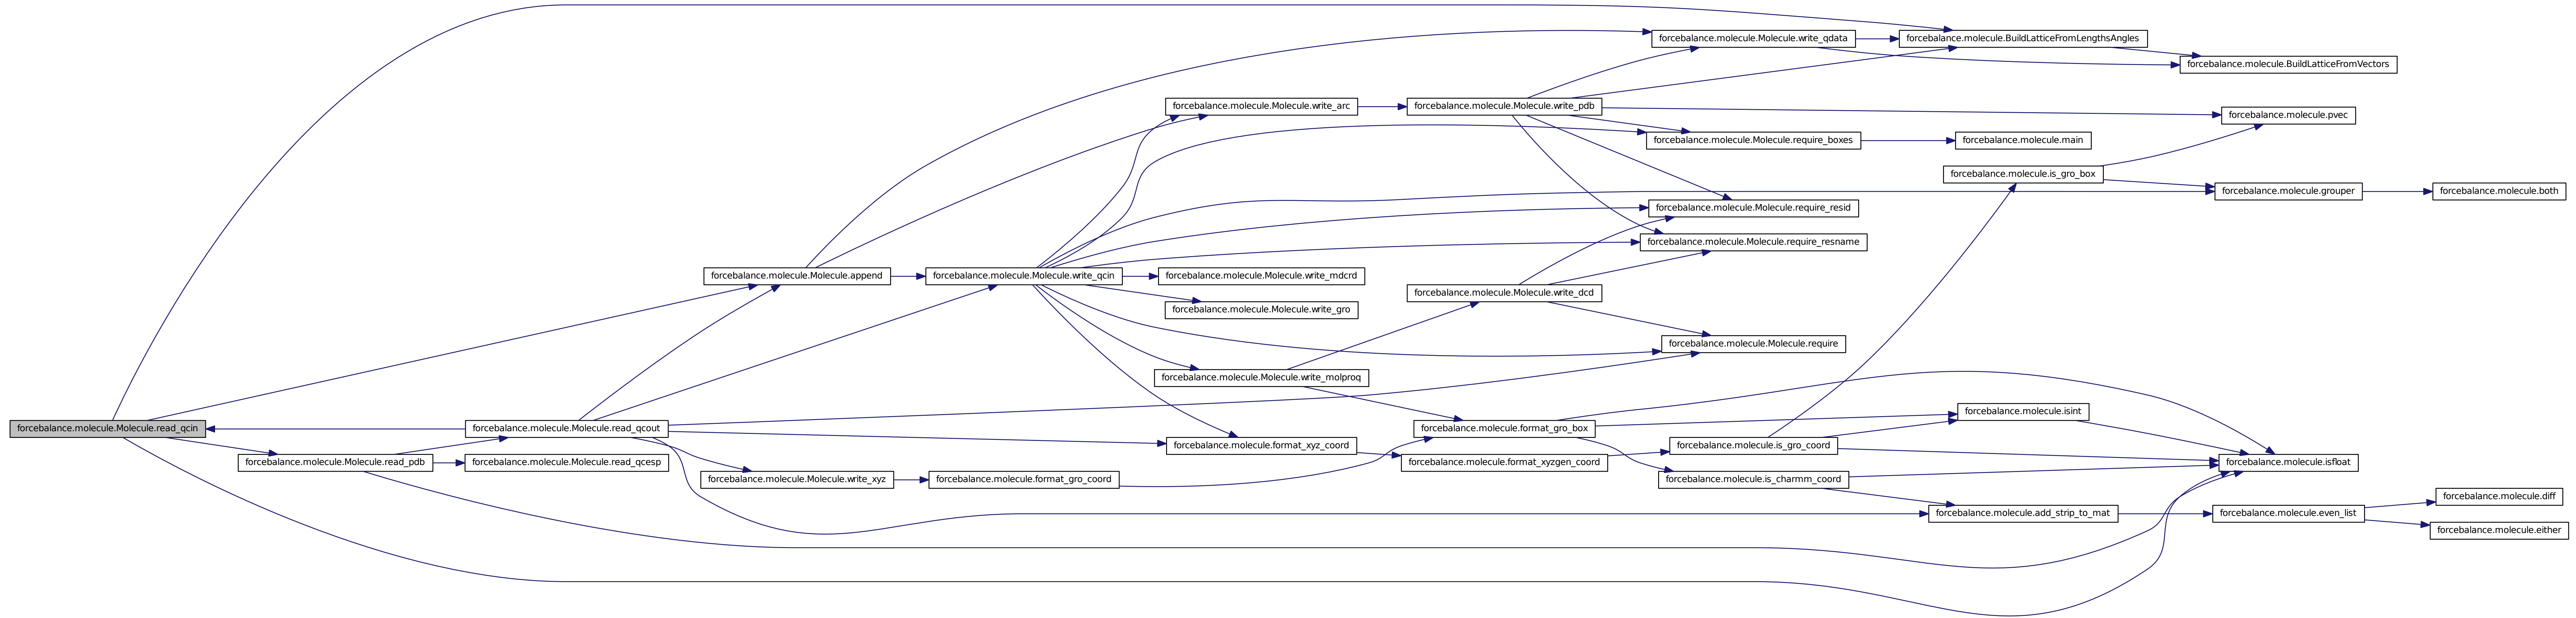 forcebalance.molecule.Molecule.read_qcin
forcebalance.molecule.Molecule.read_pdb
forcebalance.molecule.Molecule.read_qcout
forcebalance.molecule.Molecule.read_qcesp
forcebalance.molecule.Molecule.append
forcebalance.molecule.Molecule.write_xyz
forcebalance.molecule.Molecule.write_qcin
forcebalance.molecule.format_gro_coord
forcebalance.molecule.Molecule.write_arc
forcebalance.molecule.Molecule.write_mdcrd
forcebalance.molecule.Molecule.write_gro
forcebalance.molecule.Molecule.write_molproq
forcebalance.molecule.format_xyz_coord
forcebalance.molecule.Molecule.write_pdb
forcebalance.molecule.Molecule.write_dcd
forcebalance.molecule.format_gro_box
forcebalance.molecule.format_xyzgen_coord
forcebalance.molecule.Molecule.write_qdata
forcebalance.molecule.Molecule.require_boxes
forcebalance.molecule.Molecule.require_resid
forcebalance.molecule.Molecule.require_resname
forcebalance.molecule.Molecule.require
forcebalance.molecule.is_gro_coord
forcebalance.molecule.is_charmm_coord
forcebalance.molecule.BuildLatticeFromLengthsAngles
forcebalance.molecule.main
forcebalance.molecule.is_gro_box
forcebalance.molecule.isint
forcebalance.molecule.add_strip_to_mat
forcebalance.molecule.BuildLatticeFromVectors
forcebalance.molecule.pvec
forcebalance.molecule.grouper
forcebalance.molecule.isfloat
forcebalance.molecule.even_list
forcebalance.molecule.both
forcebalance.molecule.diff
forcebalance.molecule.either